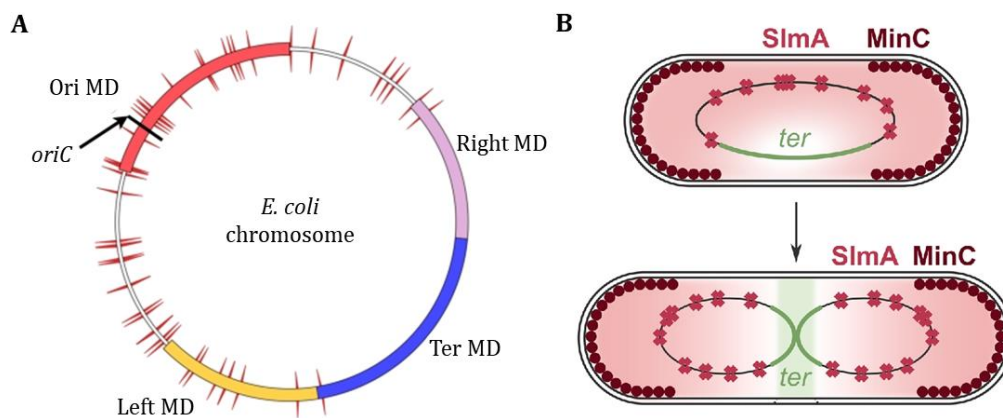 A
Ori MD
oriC
Right MD
E. coli
chromosome
Ter MD
Left MD
B
SlmA MinC
ter
SlmA MinC
ter